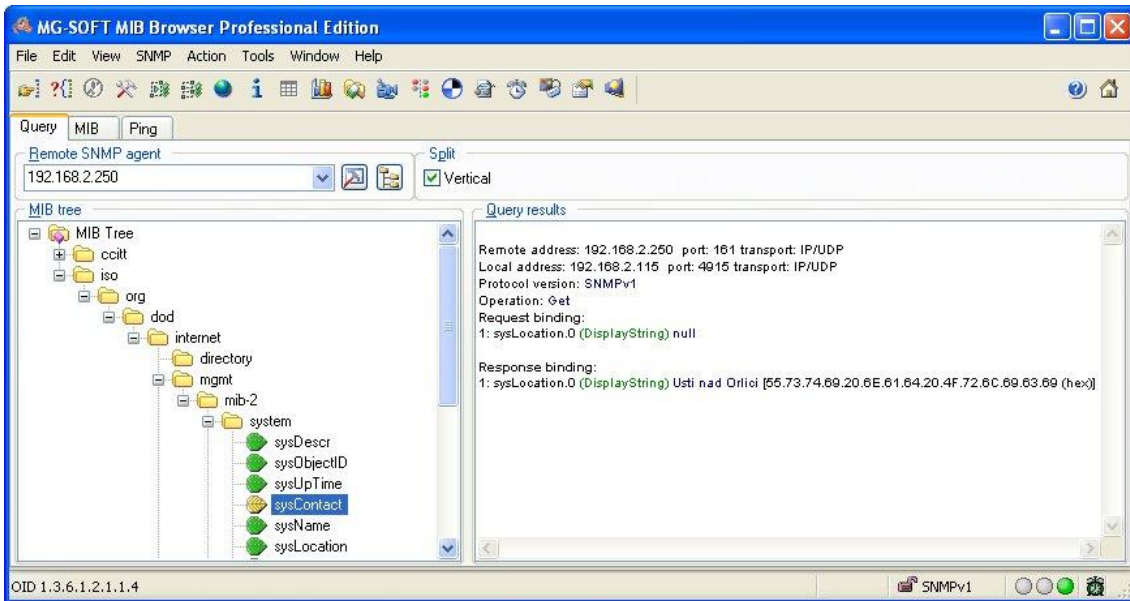 MG-SOFT MIB Browser Professional Edition
File Edit View SNMP Action Tools Window Help
Query MIB Ping
Remote SNMP agent
192.168.2.250
Split
Vertical
MIB tree
MIB Tree
ccitt
iso
org
dod
internet
directory
mgmt
mib-2
system
sysDescr
sysObjectID
sysUpTime
sysContact
sysName
sysLocation
Query results
Remote address: 192.168.2.250 port: 161 transport: IP/UDP
Local address: 192.168.2.115 port: 4915 transport: IP/UDP
Protocol version: SNMPv1
Operation: Get
Request binding:
1: sysLocation.0 (DisplayString) null
Response binding:
1: sysLocation.0 (DisplayString) Usti nad Orlici [55.73.74.69.20.6E.61.64.20.4F.72.6C.69.63.69 (hex)]
OID 1.3.6.1.2.1.1.4
SNMPv1